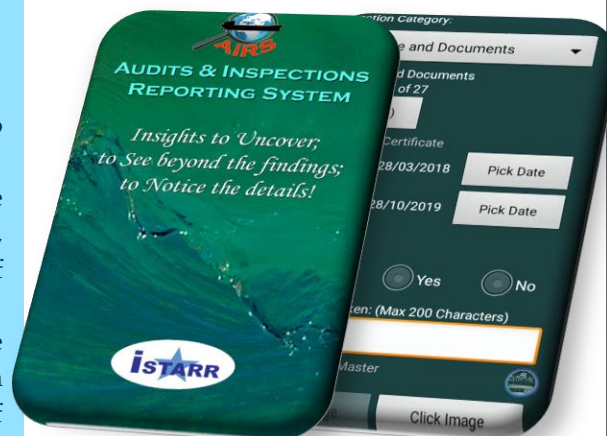 AIRS
AUDITS & INSPECTIONS
REPORTING SYSTEM
Insights to Uncover;
to See beyond the findings;
to Notice the details!
iSTARR
Category:
e and Documents
d Documents
of 27
Certificate
28/03/2018
Pick Date
28/10/2019
Pick Date
Yes
No
ken: (Max 200 Characters)
Master
Click Image